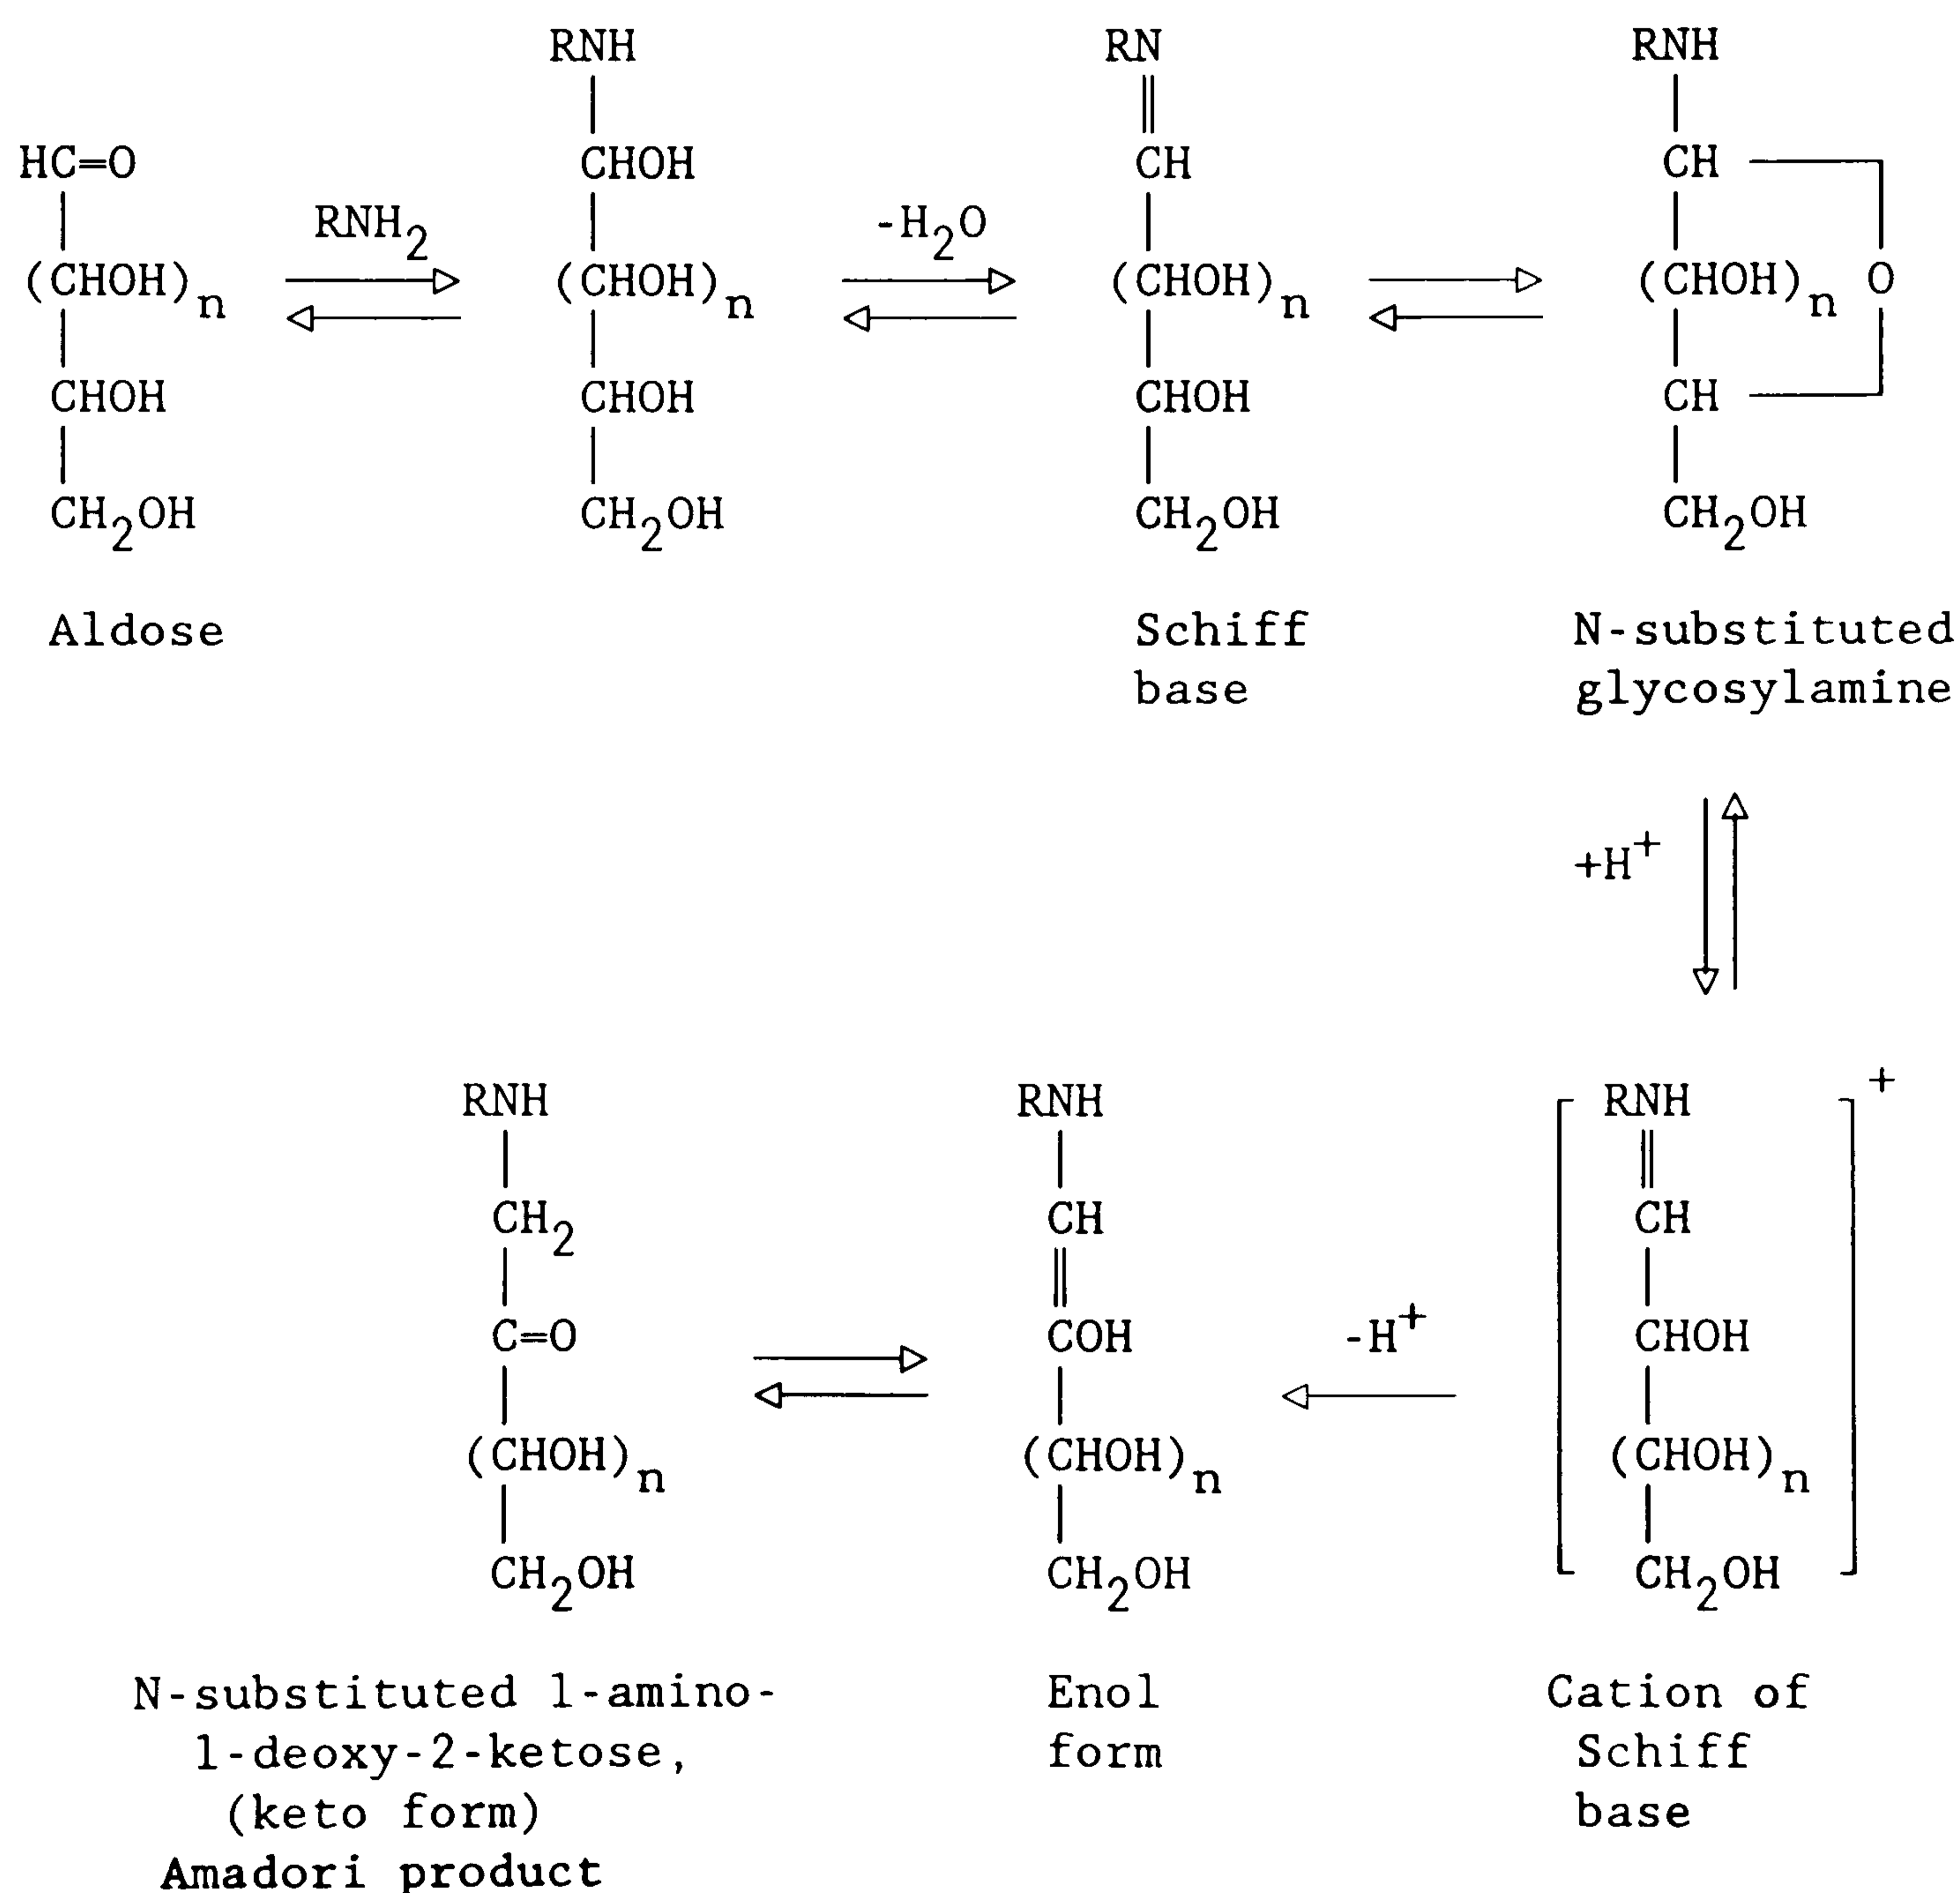 RNH RN RNH
HC=O CHOH CH CH
RNH2 -H2O
(CHOH)n (CHOH)n (CHOH)n (CHOH)n O
CHOH CHOH CHOH CH
CH2OH CH2OH CH2OH CH2OH
Aldose Schiff N-substituted
base glycosylamine
+H+
RNH RNH RNH +
CH2 CH CH
C=O COH -H+ CHOH
(CHOH)n (CHOH)n (CHOH)n
CH2OH CH2OH CH2OH
N-substituted 1-amino- Enol Cation of
1-deoxy-2-ketose, form Schiff
(keto form) base
Amadori product